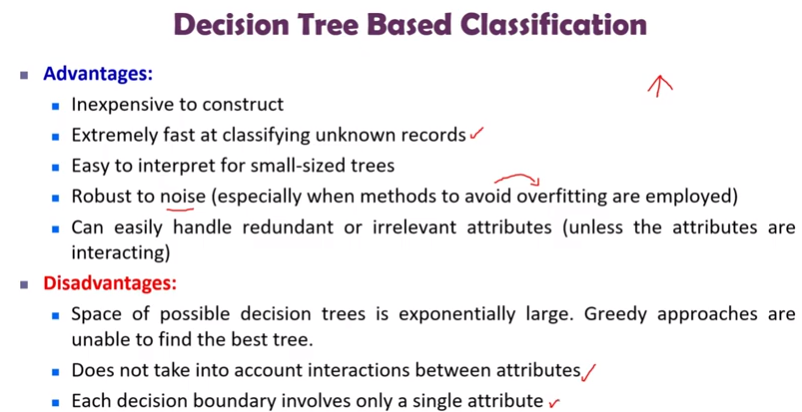 Decision Tree Based Classification
Advantages:
Inexpensive to construct
Extremely fast at classifying unknown records
Easy to interpret for small-sized trees
Robust to noise (especially when methods to avoid overfitting are employed)
Can easily handle redundant or irrelevant attributes (unless the attributes are
interacting)
Disadvantages:
Space of possible decision trees is exponentially large. Greedy approaches are
unable to find the best tree.
Does not take into account interactions between attributes
Each decision boundary involves only a single attribute